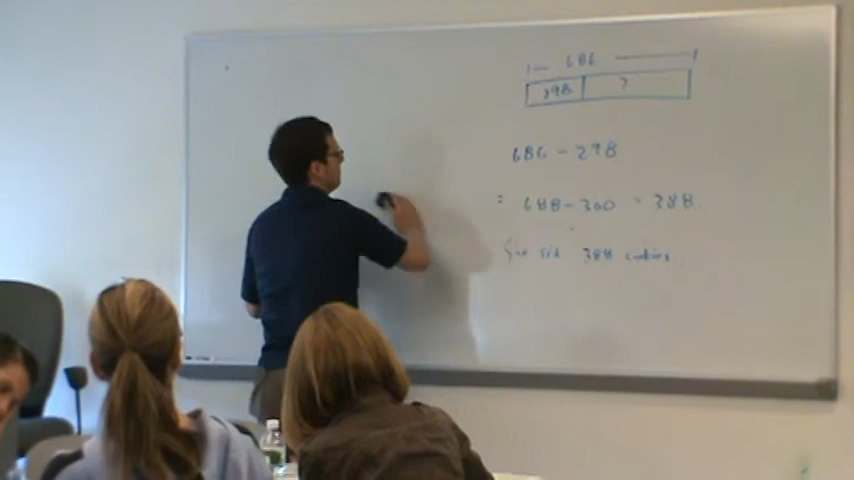 686
298 ?
686 - 298
= 688 - 300 = 388
388 cookies